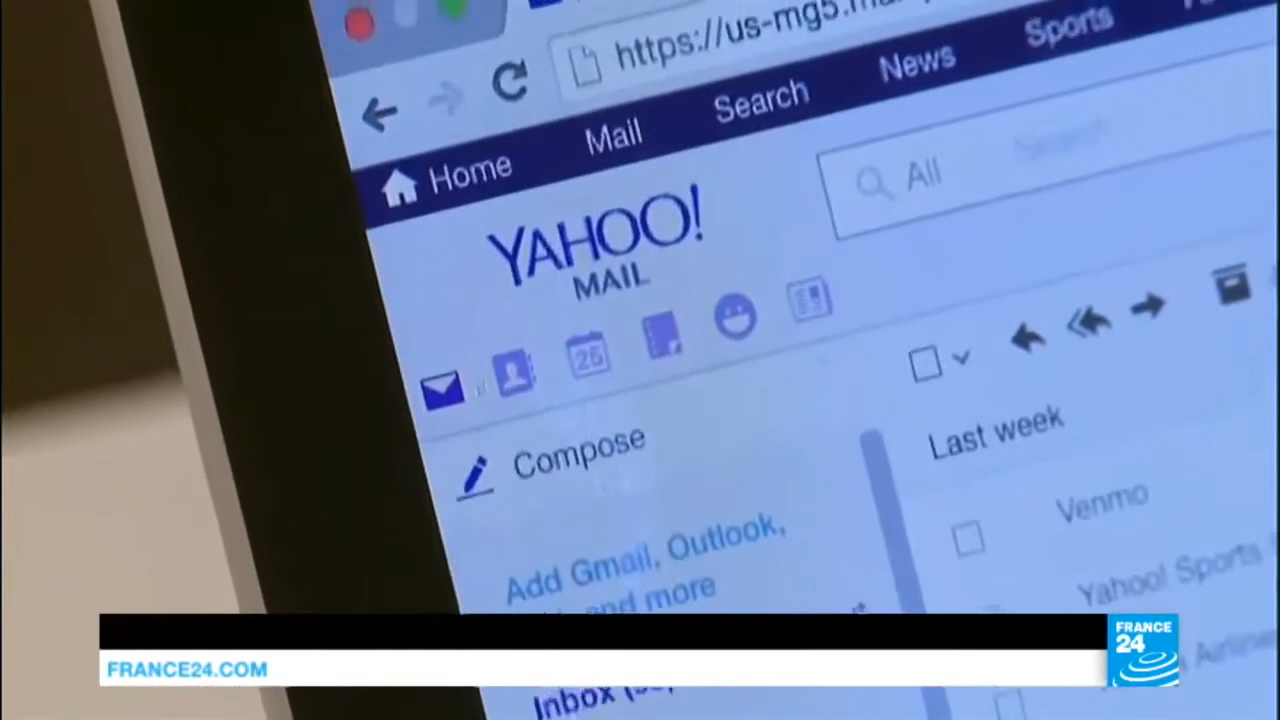 https://us-mg5.ma
Home Mail Search News Sports
YAHOO!
MAIL
All
25
Compose
Last week
Add Gmail, Outlook,
and more
Venmo
Yahoo! Sports
Inbox
FRANCE
24
FRANCE24.COM